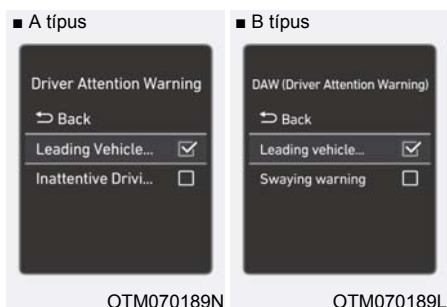 ■ A típus
Driver Attention Warning
Back
Leading Vehicle...
Inattentive Drivi...
OTM070189N
■ B típus
DAW (Driver Attention Warning)
Back
Leading vehicle...
Swaying warning
OTM070189L